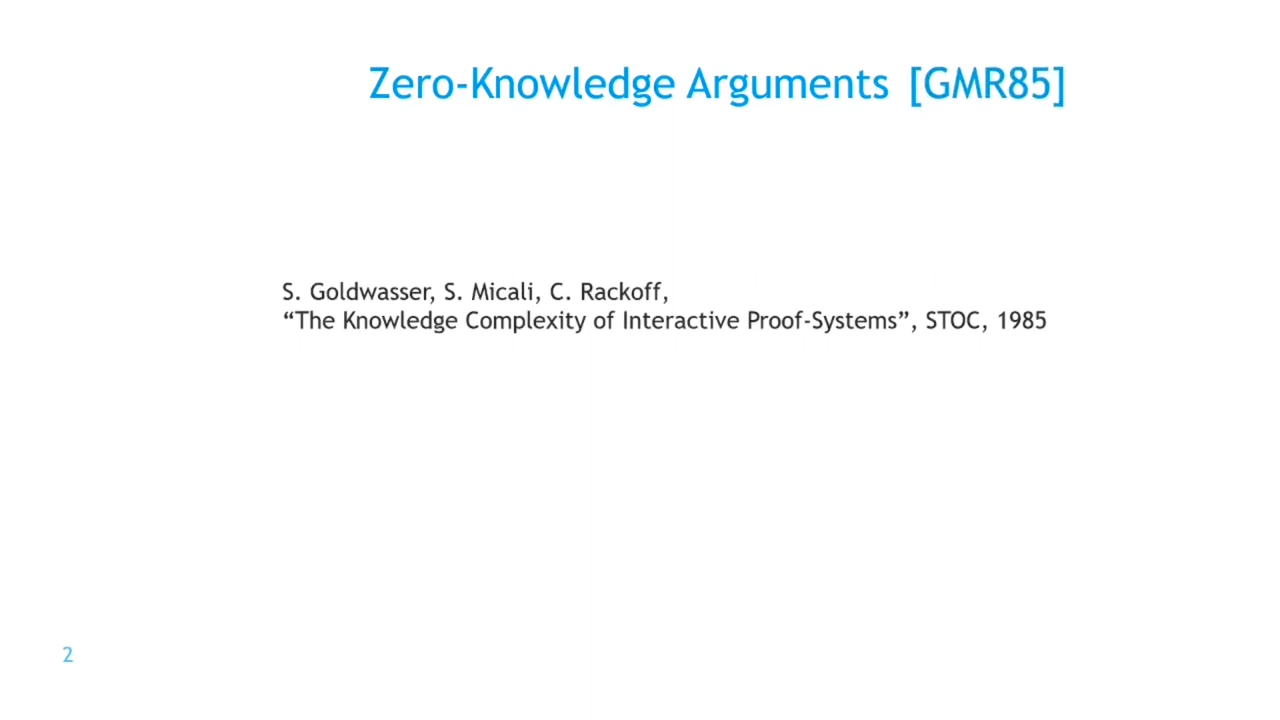 Zero-Knowledge Arguments [GMR85]
S. Goldwasser, S. Micali, C. Rackoff,
“The Knowledge Complexity of Interactive Proof-Systems”, STOC, 1985
2